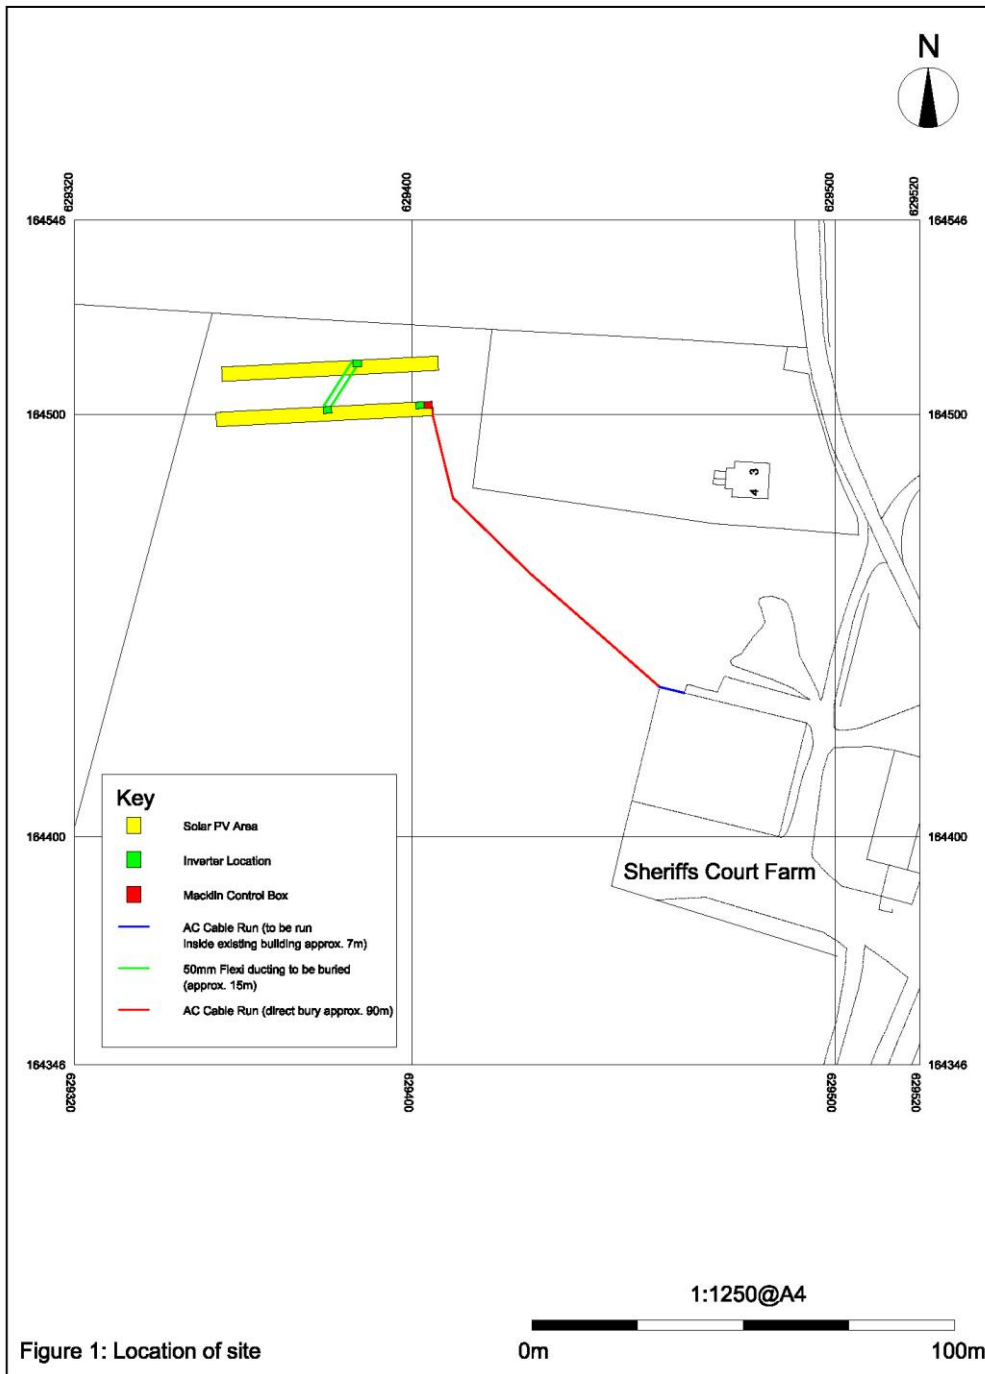 N
629320
629400
629500
629520
164546
164546
164500
164500
3
4
164400
164400
Sheriffs Court Farm
Key
Solar PV Area
Inverter Location
Macklin Control Box
AC Cable Run (to be run
inside existing building approx. 7m)
50mm Flexi ducting to be buried
(approx. 15m)
AC Cable Run (direct bury approx. 90m)
164346
164346
629320
629400
629500
629520
1:1250@A4
Figure 1: Location of site
0m
100m